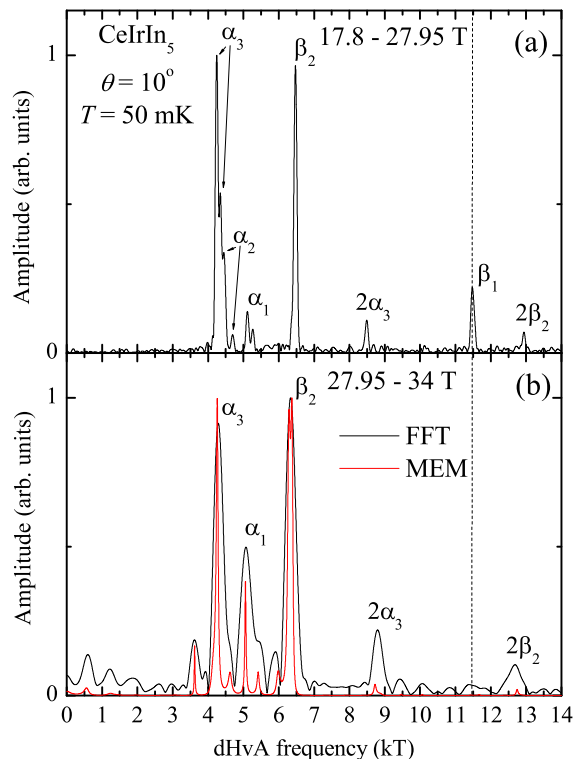 CeIrIn₅
θ = 10°
T = 50 mK
α₃
α₂
α₁
β₂
17.8 - 27.95 T
(a)
2α₃
β₁
2β₂
Amplitude (arb. units)
1
0
27.95 - 34 T
(b)
α₃
β₂
FFT
MEM
α₁
2α₃
2β₂
Amplitude (arb. units)
1
0
0 1 2 3 4 5 6 7 8 9 10 11 12 13 14
dHvA frequency (kT)